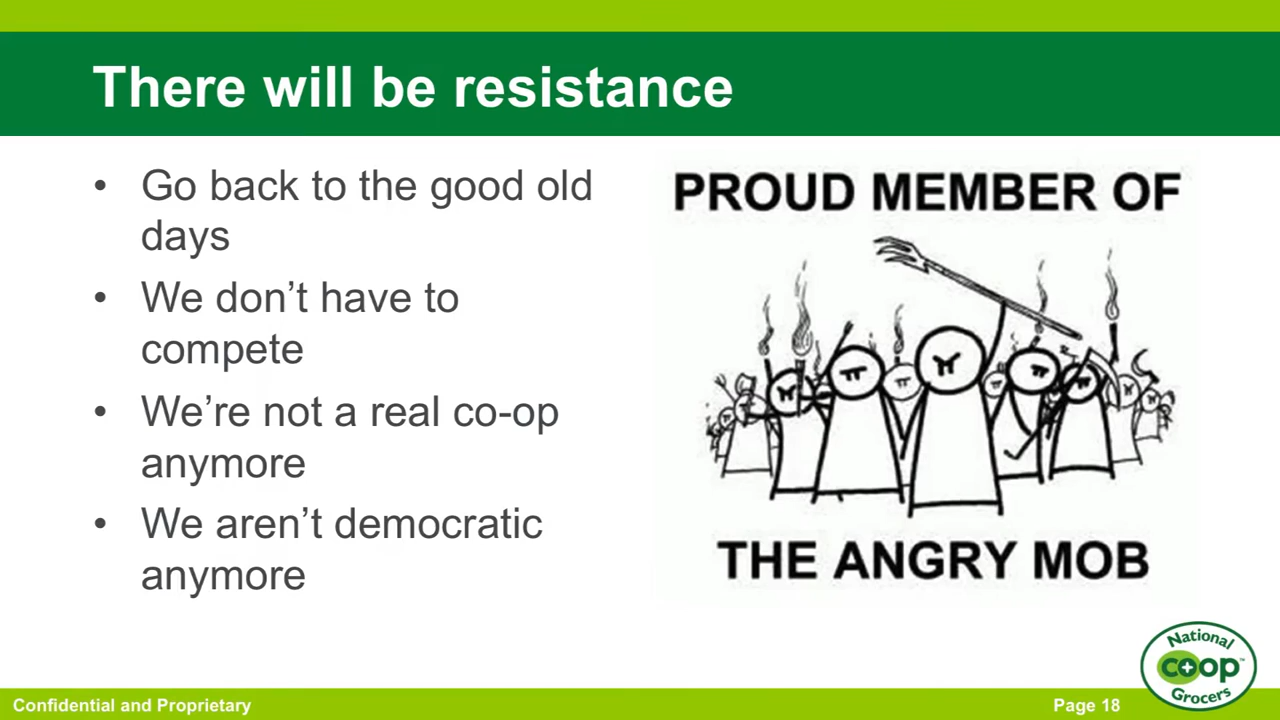 There will be resistance
• Go back to the good old
days
• We don’t have to
compete
• We’re not a real co-op
anymore
• We aren’t democratic
anymore
PROUD MEMBER OF
THE ANGRY MOB
National
co+op™
Grocers
Confidential and Proprietary
Page 18